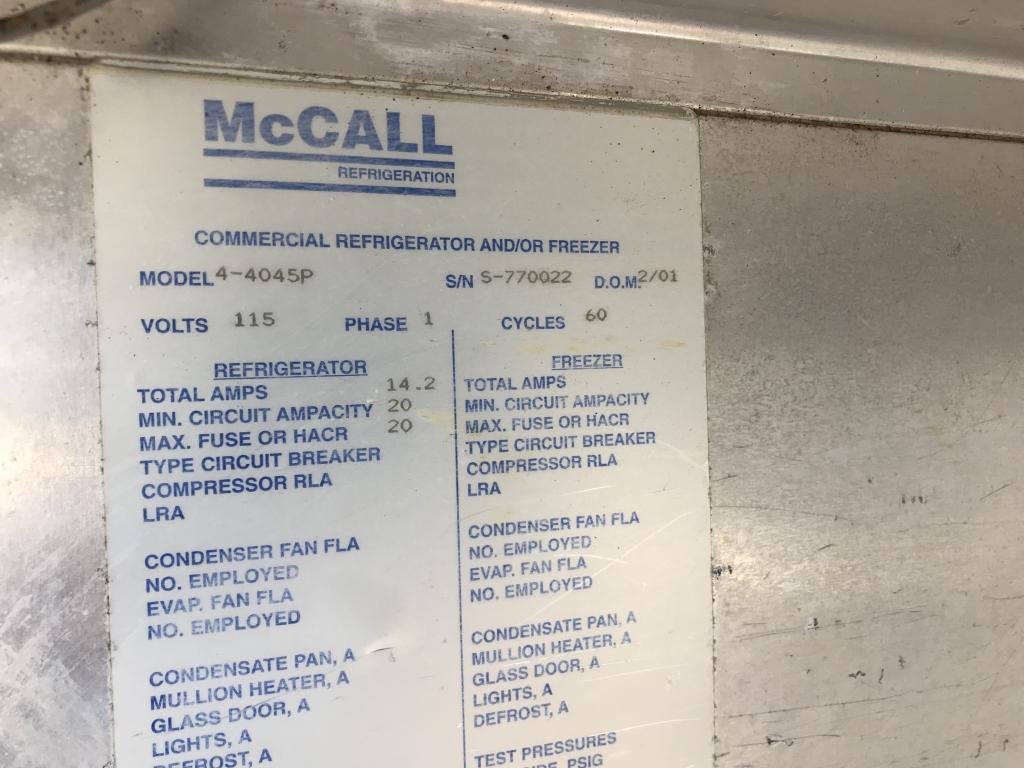 McCALL
REFRIGERATION
COMMERCIAL REFRIGERATOR AND/OR FREEZER
MODEL 4-4045P S/N S-770022 D.O.M. 2/01
VOLTS 115 PHASE 1 CYCLES 60
REFRIGERATOR
TOTAL AMPS 14.2
MIN. CIRCUIT AMPACITY 20
MAX. FUSE OR HACR 20
TYPE CIRCUIT BREAKER
COMPRESSOR RLA
LRA
CONDENSER FAN FLA
NO. EMPLOYED
EVAP. FAN FLA
NO. EMPLOYED
CONDENSATE PAN, A
MULLION HEATER, A
GLASS DOOR, A
LIGHTS, A
DEFROST, A
FREEZER
TOTAL AMPS
MIN. CIRCUIT AMPACITY
MAX. FUSE OR HACR
TYPE CIRCUIT BREAKER
COMPRESSOR RLA
LRA
CONDENSER FAN FLA
NO. EMPLOYED
EVAP. FAN FLA
NO. EMPLOYED
CONDENSATE PAN, A
MULLION HEATER, A
GLASS DOOR, A
LIGHTS, A
DEFROST, A
TEST PRESSURES
PSIG